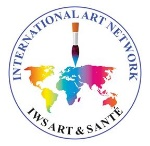 INTERNATIONAL ART NETWORK
IWS ART & SANTÉ